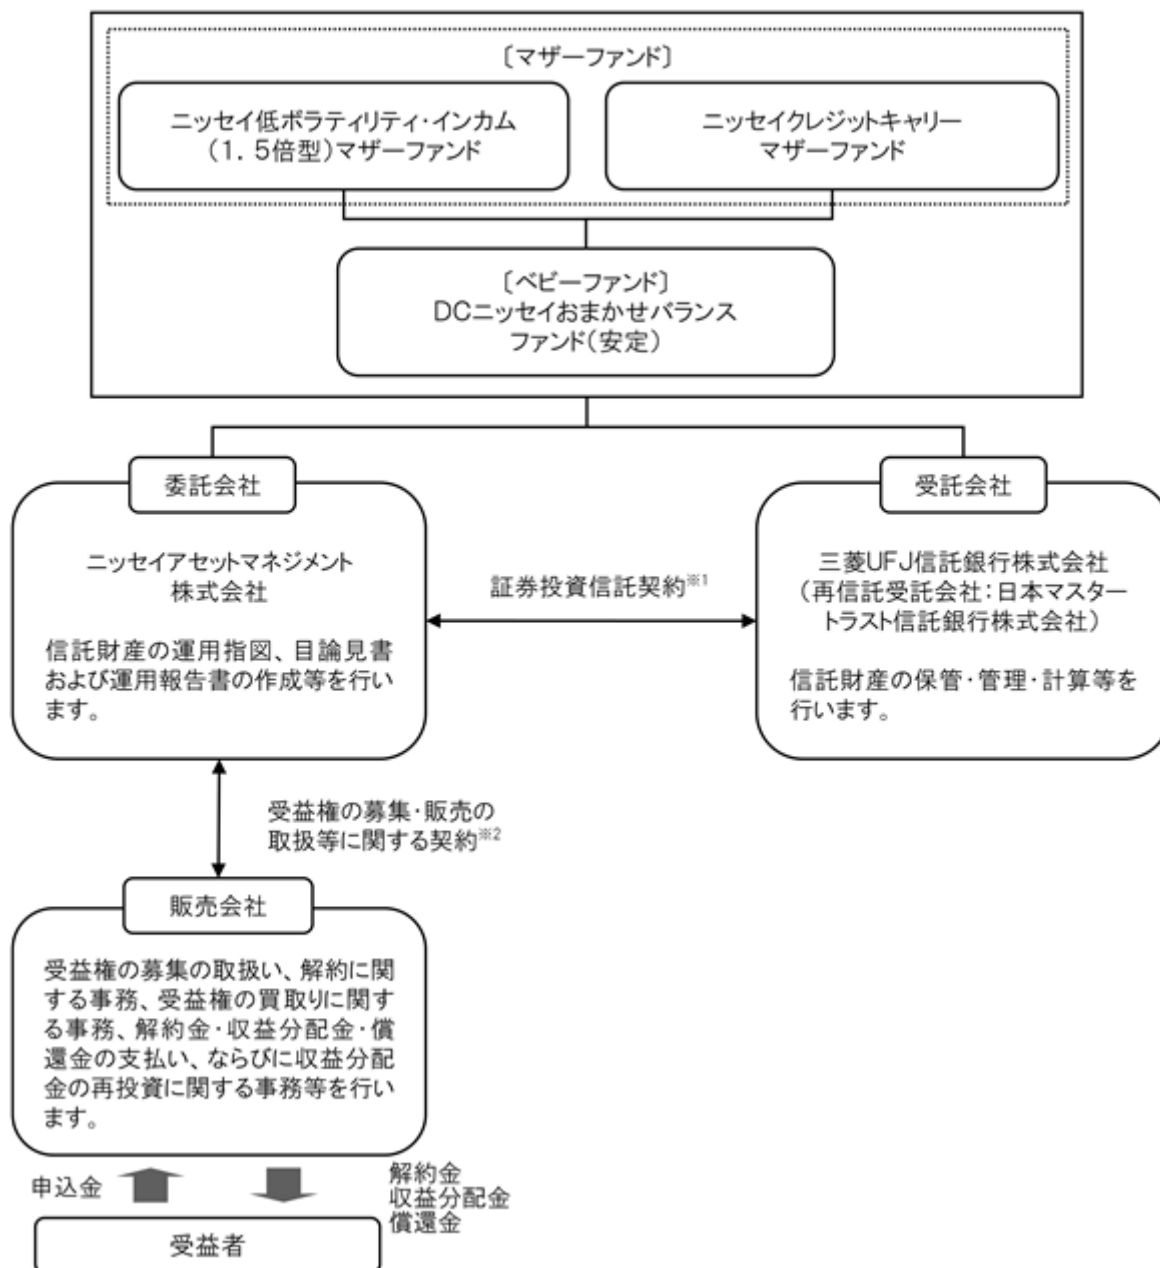 〔マザーファンド〕
ニッセイ低ボラティリティ・インカム
(1．5倍型)マザーファンド
ニッセイクレジットキャリー
マザーファンド
〔ベビーファンド〕
DCニッセイおまかせバランス
ファンド(安定)
委託会社
ニッセイアセットマネジメント
株式会社
信託財産の運用指図、目論見書
および運用報告書の作成等を行い
ます。
証券投資信託契約※1
受託会社
三菱UFJ信託銀行株式会社
(再信託受託会社：日本マスター
トラスト信託銀行株式会社)
信託財産の保管・管理・計算等を
行います。
受益権の募集・販売の
取扱等に関する契約※2
販売会社
受益権の募集の取扱い、解約に関
する事務、受益権の買取りに関す
る事務、解約金・収益分配金・償
還金の支払い、ならびに収益分配
金の再投資に関する事務等を行い
ます。
申込金
解約金
収益分配金
償還金
受益者